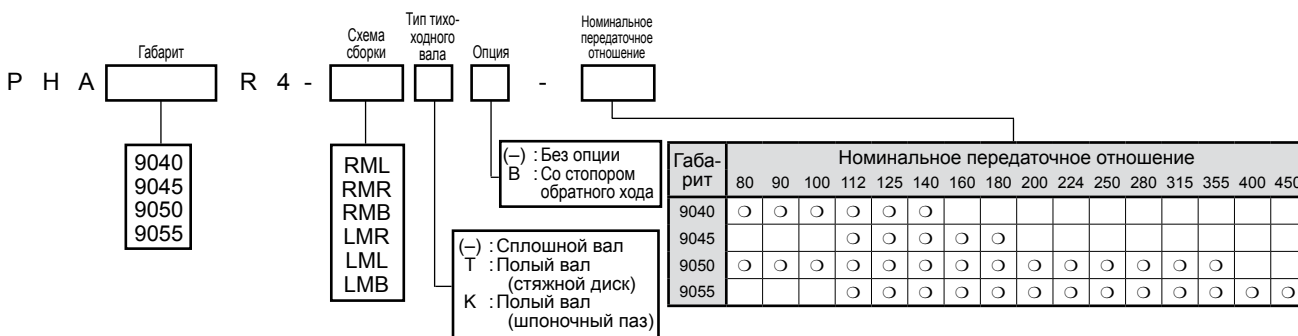 Габарит
Схема
сборки
Тип тихо-
ходного
вала
Опция
Номинальное
передаточное
отношение
P H A R 4 - -
9040
9045
9050
9055
RML
RMR
RMB
LMR
LML
LMB
(–) : Сплошной вал
T : Полый вал
(стяжной диск)
K : Полый вал
(шпоночный паз)
(–) : Без опции
B : Со стопором
обратного хода
Габа-
рит
Номинальное передаточное отношение
80 90 100 112 125 140 160 180 200 224 250 280 315 355 400 450
9040 ❍ ❍ ❍ ❍ ❍ ❍
9045 ❍ ❍ ❍ ❍ ❍
9050 ❍ ❍ ❍ ❍ ❍ ❍ ❍ ❍ ❍ ❍ ❍ ❍ ❍ ❍
9055 ❍ ❍ ❍ ❍ ❍ ❍ ❍ ❍ ❍ ❍ ❍ ❍ ❍